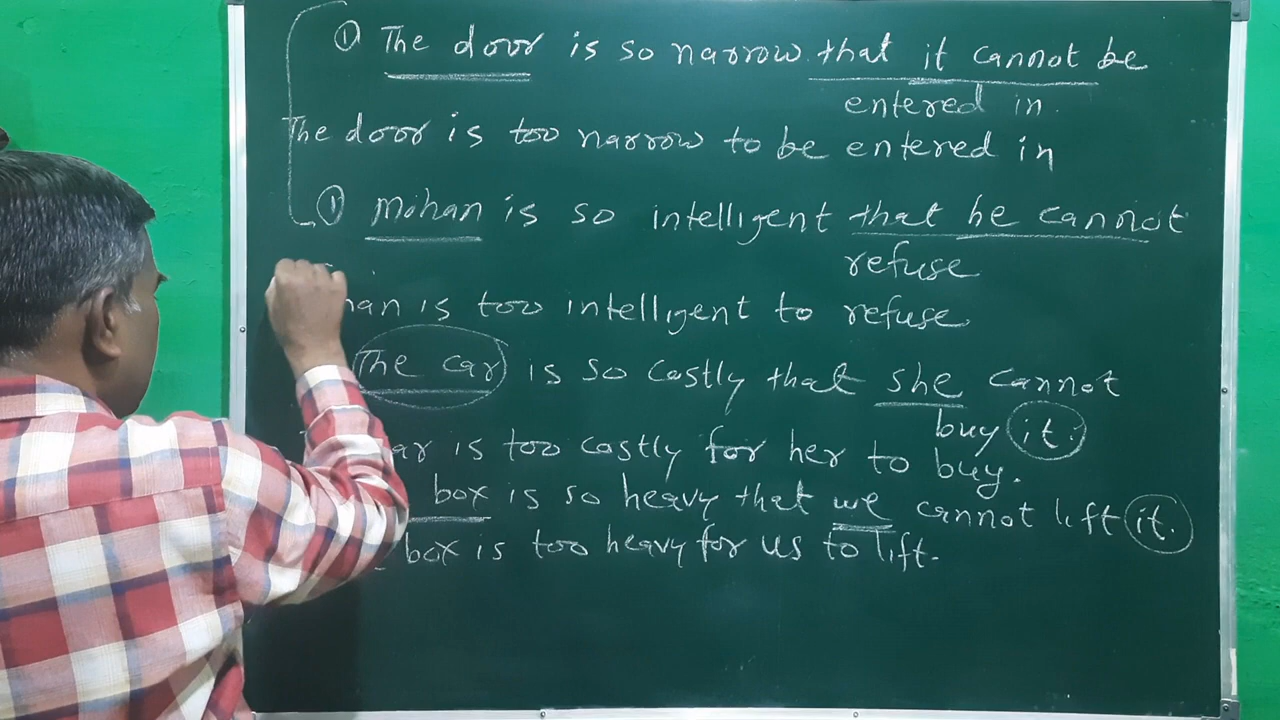 ① The door is so narrow that it cannot be
entered in.
The door is too narrow to be entered in
① Mohan is so intelligent that he cannot
refuse
is too intelligent to refuse
The car is so costly that she cannot
buy it.
is too costly for her to buy.
box is so heavy that we cannot lift it.
box is too heavy for us to lift.